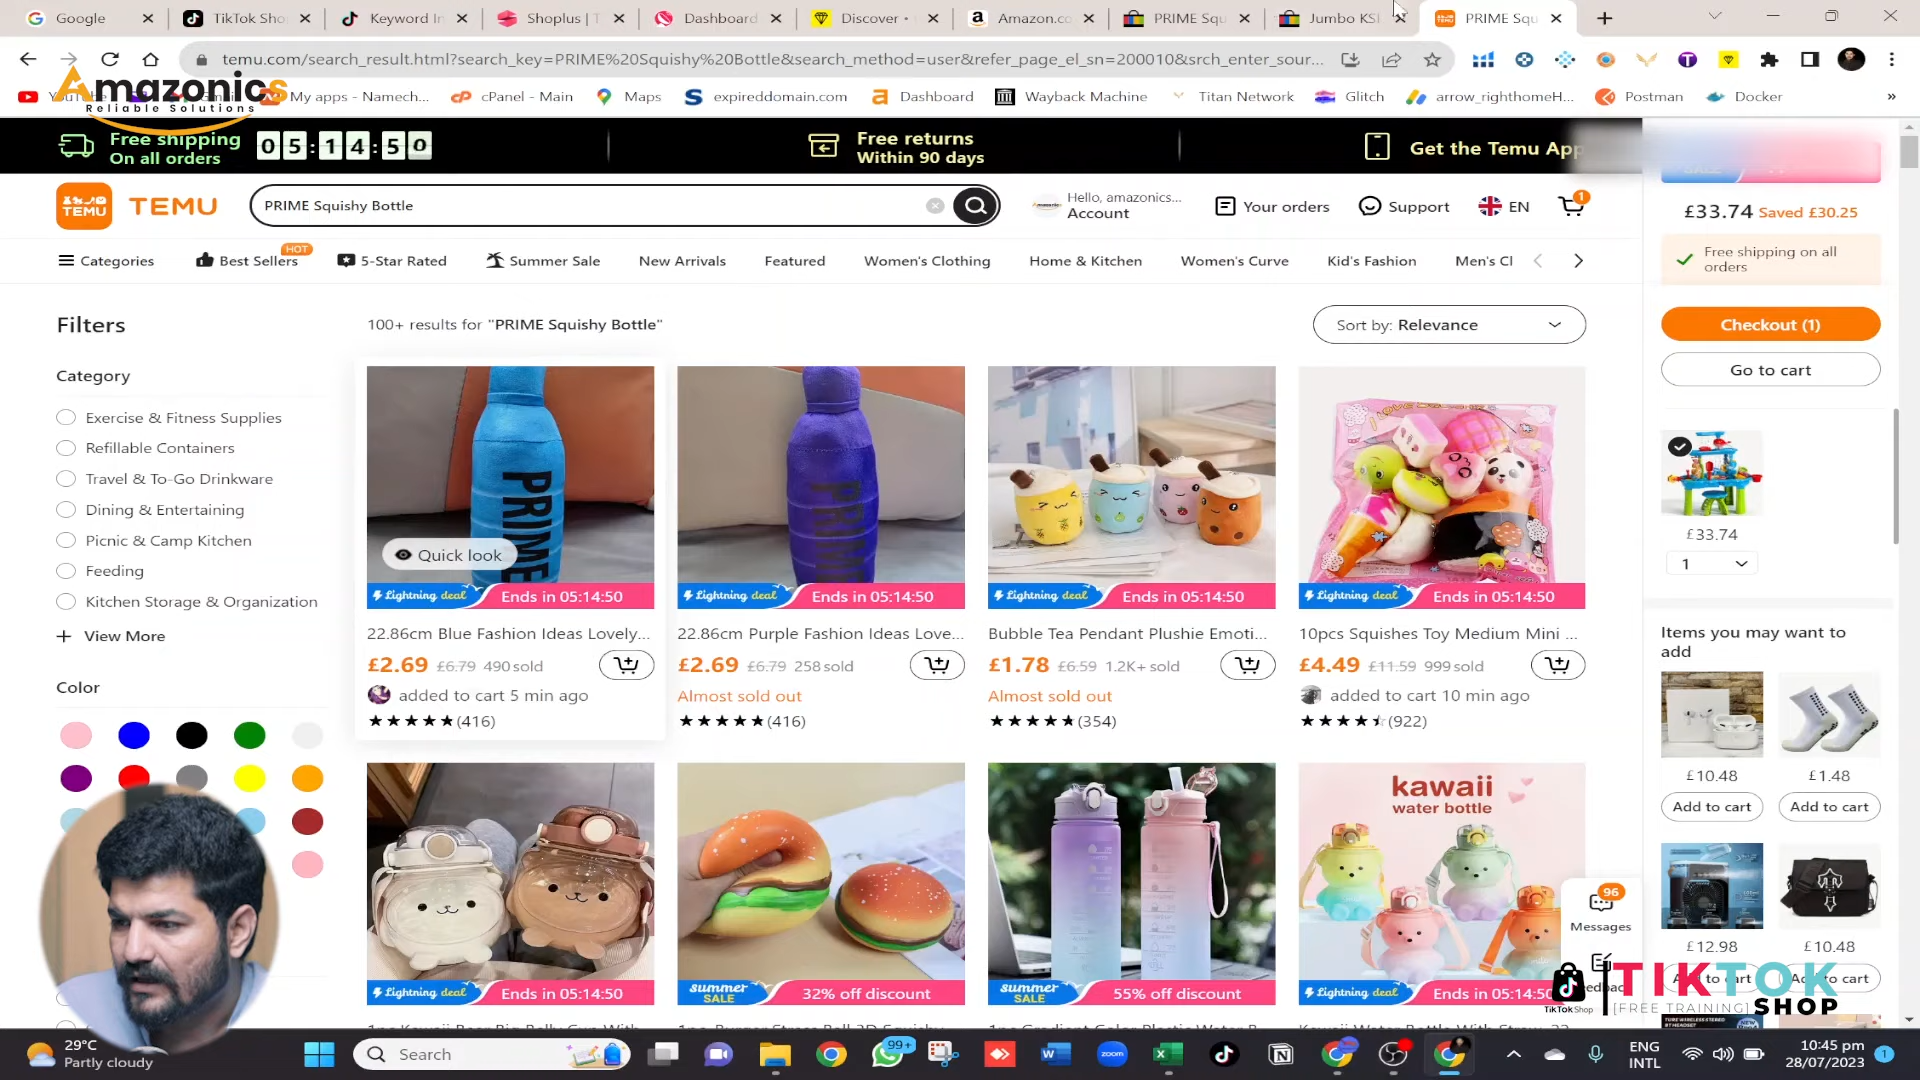 Google
TikTok Sho
Keyword In
Shoplus | T
Dashboard
Discover •
Amazon.co
PRIME Squ
Jumbo KSI
PRIME Squ
temu.com/search_result.html?search_key=PRIME%20Squishy%20Bottle&search_method=user&refer_page_el_sn=200010&srch_enter_sour...
Amazonics
Reliable Solutions
My apps - Namech...
cPanel - Main
Maps
expireddomain.com
Dashboard
Wayback Machine
Titan Network
Glitch
arrow_righthomeH...
Postman
Docker
»
Free shipping
On all orders
05:14:50
Free returns
Within 90 days
Get the Temu App
TEMU
TEMU
PRIME Squishy Bottle
Hello, amazonics...
Account
Your orders
Support
EN
1
Categories
Best Sellers
HOT
5-Star Rated
Summer Sale
New Arrivals
Featured
Women's Clothing
Home & Kitchen
Women's Curve
Kid's Fashion
Men's Cl
£33.74 Saved £30.25
Free shipping on all
orders
Checkout (1)
Go to cart
£33.74
1
Items you may want to
add
£10.48
£1.48
Add to cart
Add to cart
£12.98
£10.48
Filters
Category
Exercise & Fitness Supplies
Refillable Containers
Travel & To-Go Drinkware
Dining & Entertaining
Picnic & Camp Kitchen
Feeding
Kitchen Storage & Organization
+ View More
Color
100+ results for "PRIME Squishy Bottle"
Sort by: Relevance
PRIME
Quick look
Lightning deal
Ends in 05:14:50
PRIME
Lightning deal
Ends in 05:14:50
Lightning deal
Ends in 05:14:50
Lightning deal
Ends in 05:14:50
22.86cm Blue Fashion Ideas Lovely...
£2.69 £6.79 490 sold
added to cart 5 min ago
(416)
22.86cm Purple Fashion Ideas Love...
£2.69 £6.79 258 sold
Almost sold out
(416)
Bubble Tea Pendant Plushie Emoti...
£1.78 £6.59 1.2K+ sold
Almost sold out
(354)
10pcs Squishes Toy Medium Mini ...
£4.49 £11.59 999 sold
added to cart 10 min ago
(922)
Lightning deal
Ends in 05:14:50
summer
SALE
32% off discount
summer
SALE
55% off discount
kawaii
water bottle
Lightning deal
Ends in 05:14:50
96
Messages
TikTok Shop
TIKTOK
[FREE TRAINING] SHOP
29°C
Partly cloudy
Search
99+
zoom
ENG
INTL
10:45 pm
28/07/2023
1